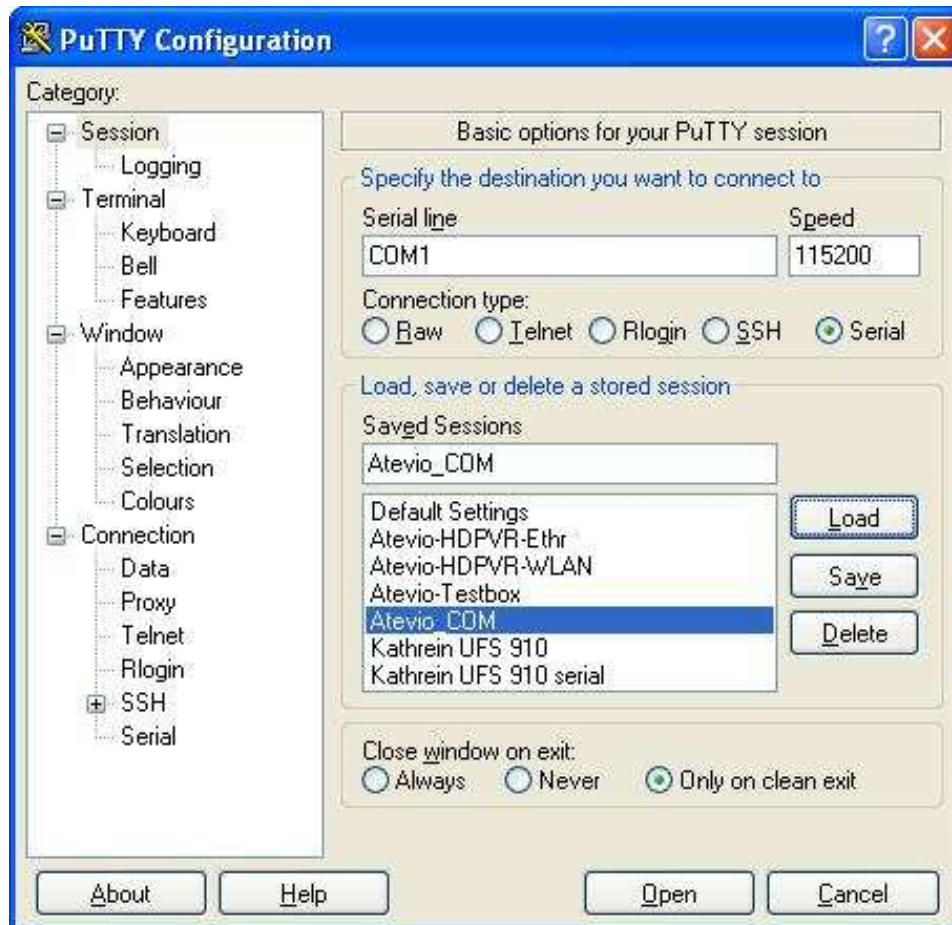 PuTTY Configuration
Category:
Session
Logging
Terminal
Keyboard
Bell
Features
Window
Appearance
Behaviour
Translation
Selection
Colours
Connection
Data
Proxy
Telnet
Rlogin
SSH
Serial
Basic options for your PuTTY session
Specify the destination you want to connect to
Serial line Speed
COM1 115200
Connection type:
Raw Telnet Rlogin SSH Serial
Load, save or delete a stored session
Saved Sessions
Atevio_COM
Default Settings
Atevio-HDPVR-Ethr
Atevio-HDPVR-WLAN
Atevio-Testbox
Atevio_COM
Kathrein UFS 910
Kathrein UFS 910 serial
Load
Save
Delete
Close window on exit:
Always Never Only on clean exit
About Help Open Cancel